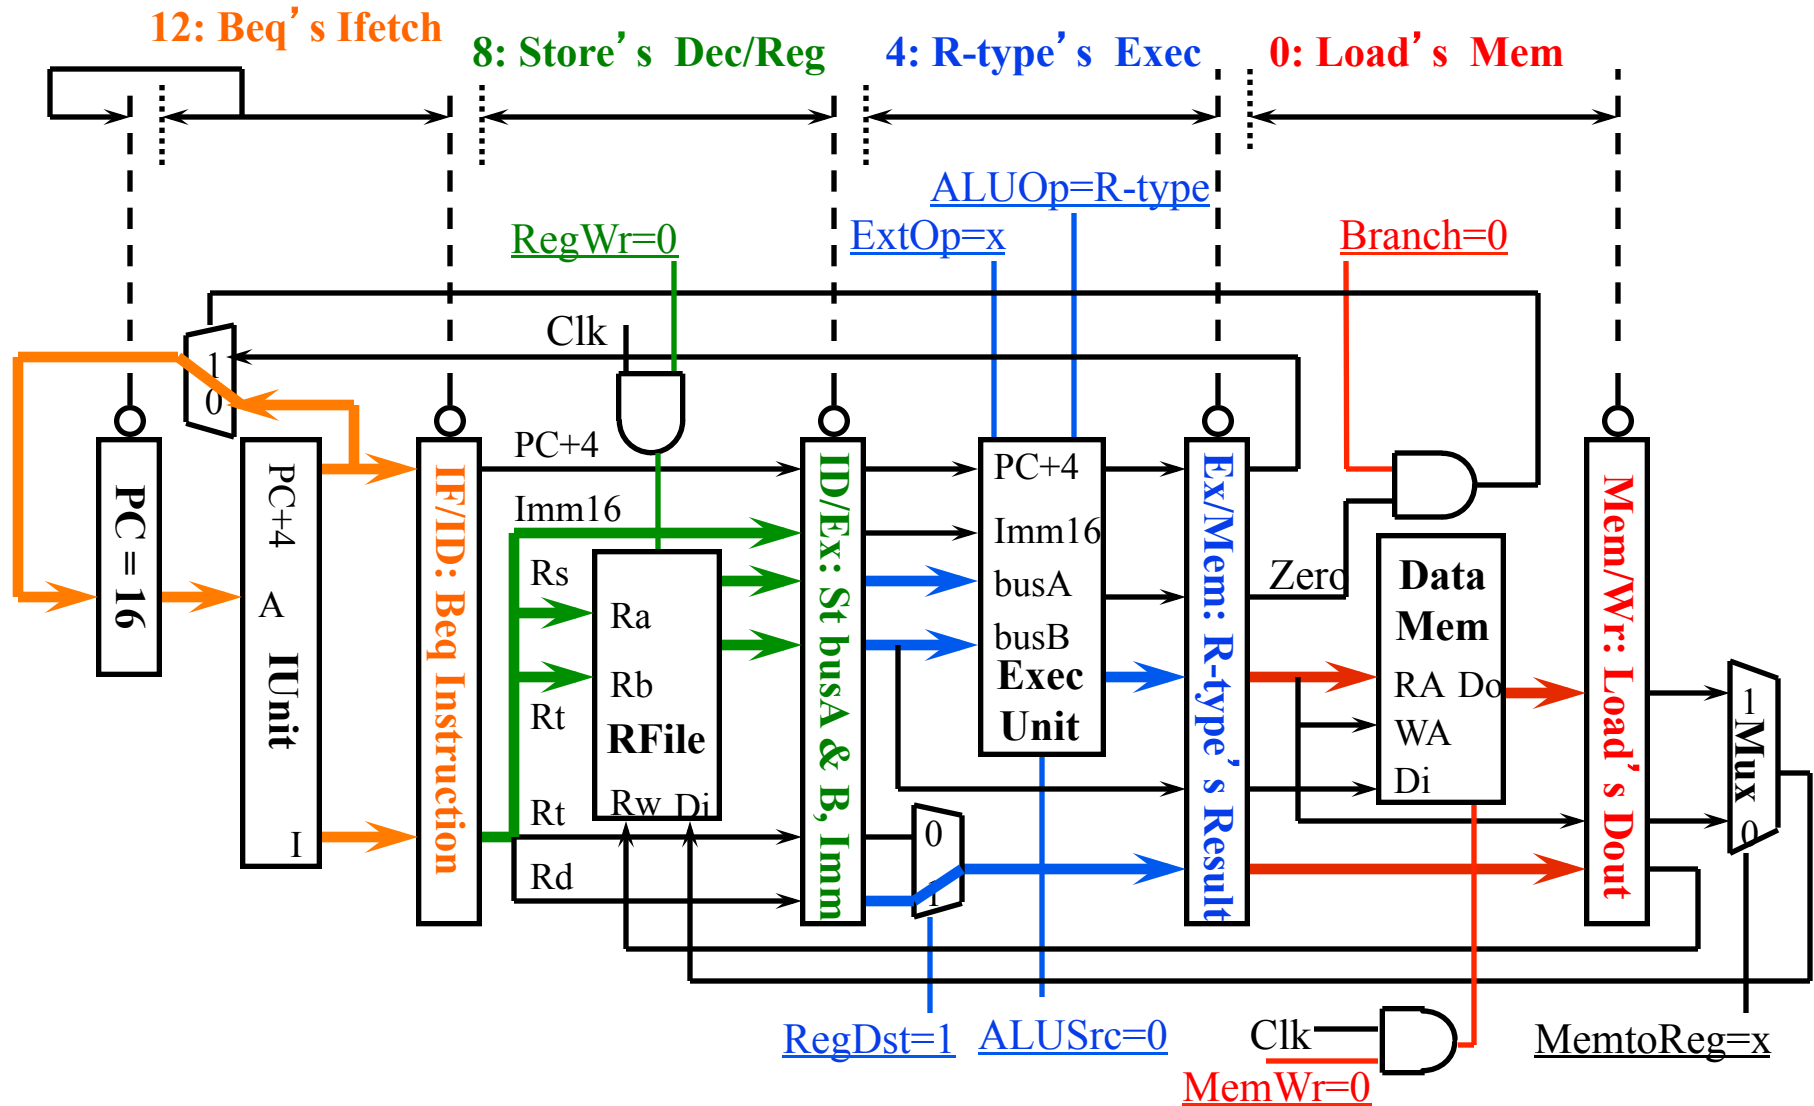 12: Beq’s Ifetch
8: Store’s Dec/Reg
4: R-type’s Exec
0: Load’s Mem
ALUOp=R-type
RegWr=0
ExtOp=x
Branch=0
Clk
1
0
PC = 16
PC+4
A
IUnit
I
IF/ID: Beq Instruction
PC+4
Imm16
Rs
Ra
Rb
Rt
RFile
Rw Di
Rt
Rd
ID/Ex: St busA & B, Imm
PC+4
Imm16
busA
busB
Exec
Unit
0
1
Ex/Mem: R-type’s Result
Zero
Data
Mem
RA Do
WA
Di
Mem/Wr: Load’s Dout
1
Mux
0
RegDst=1
ALUSrc=0
Clk
MemWr=0
MemtoReg=x